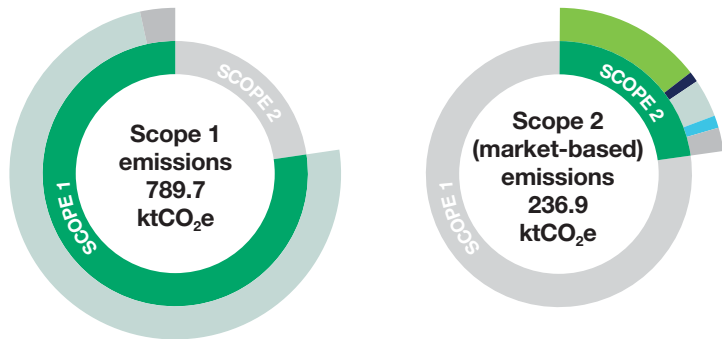 SCOPE 2
Scope 1
emissions
789.7
ktCO₂e
SCOPE 1
SCOPE 2
Scope 2
(market-based)
emissions
236.9
ktCO₂e
SCOPE 1